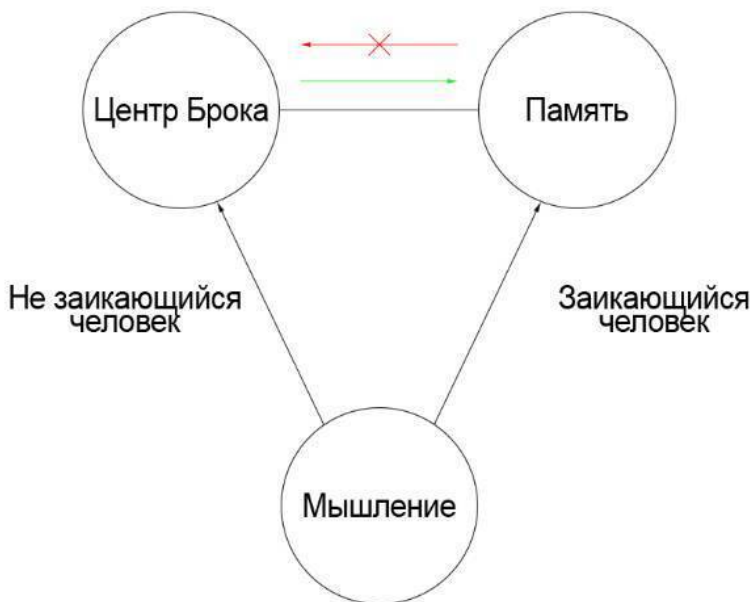 Центр Брока
Память
Не заикающийся
человек
Заикающийся
человек
Мышление